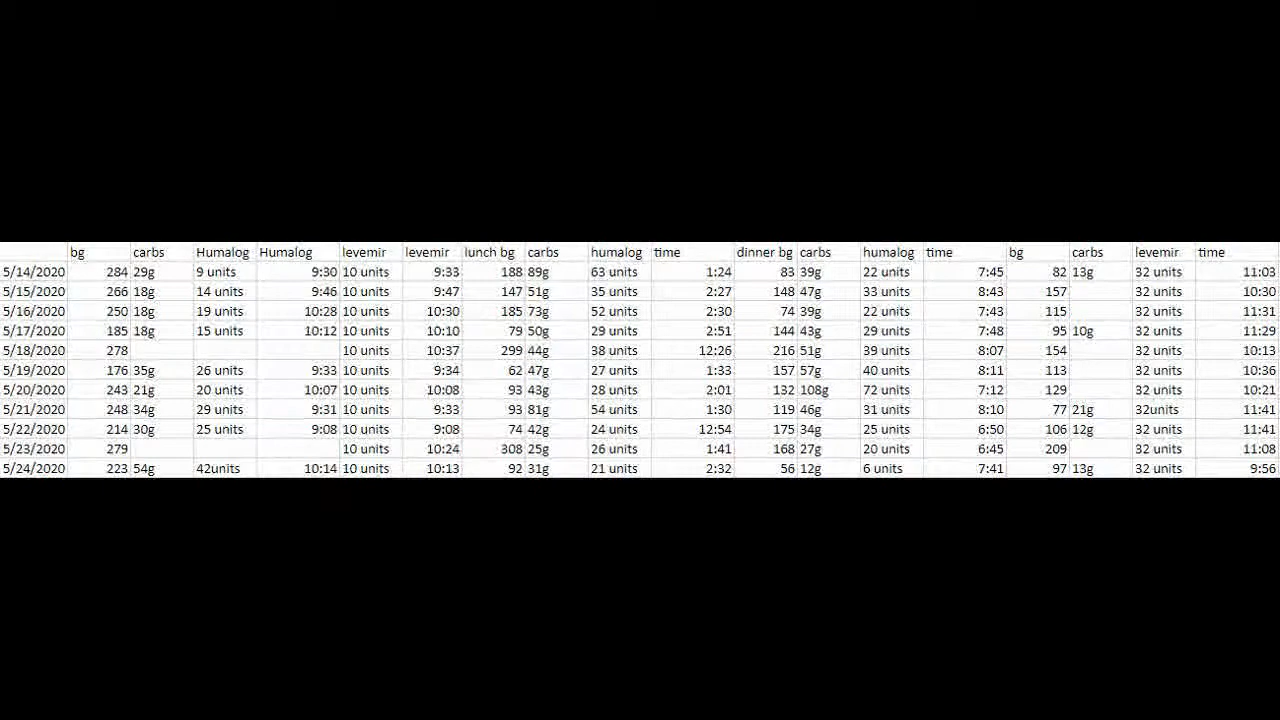 bg carbs Humalog Humalog levemir levemir lunch bg carbs humalog time dinner bg carbs humalog time bg carbs levemir time
5/14/2020 284 29g 9 units 9:30 10 units 9:33 188 89g 63 units 1:24 83 39g 22 units 7:45 82 13g 32 units 11:03
5/15/2020 266 18g 14 units 9:46 10 units 9:47 147 51g 35 units 2:27 148 47g 33 units 8:43 157 32 units 10:30
5/16/2020 250 18g 19 units 10:28 10 units 10:30 185 73g 52 units 2:30 74 39g 22 units 7:43 115 32 units 11:31
5/17/2020 185 18g 15 units 10:12 10 units 10:10 79 50g 29 units 2:51 144 43g 29 units 7:48 95 10g 32 units 11:29
5/18/2020 278 10 units 10:37 299 44g 38 units 12:26 216 51g 39 units 8:07 154 32 units 10:13
5/19/2020 176 35g 26 units 9:33 10 units 9:34 62 47g 27 units 1:33 157 57g 40 units 8:11 113 32 units 10:36
5/20/2020 243 21g 20 units 10:07 10 units 10:08 93 43g 28 units 2:01 132 108g 72 units 7:12 129 32 units 10:21
5/21/2020 248 34g 29 units 9:31 10 units 9:33 93 81g 54 units 1:30 119 46g 31 units 8:10 77 21g 32units 11:41
5/22/2020 214 30g 25 units 9:08 10 units 9:08 74 42g 24 units 12:54 175 34g 25 units 6:50 106 12g 32 units 11:41
5/23/2020 279 10 units 10:24 308 25g 26 units 1:41 168 27g 20 units 6:45 209 32 units 11:08
5/24/2020 223 54g 42units 10:14 10 units 10:13 92 31g 21 units 2:32 56 12g 6 units 7:41 97 13g 32 units 9:56